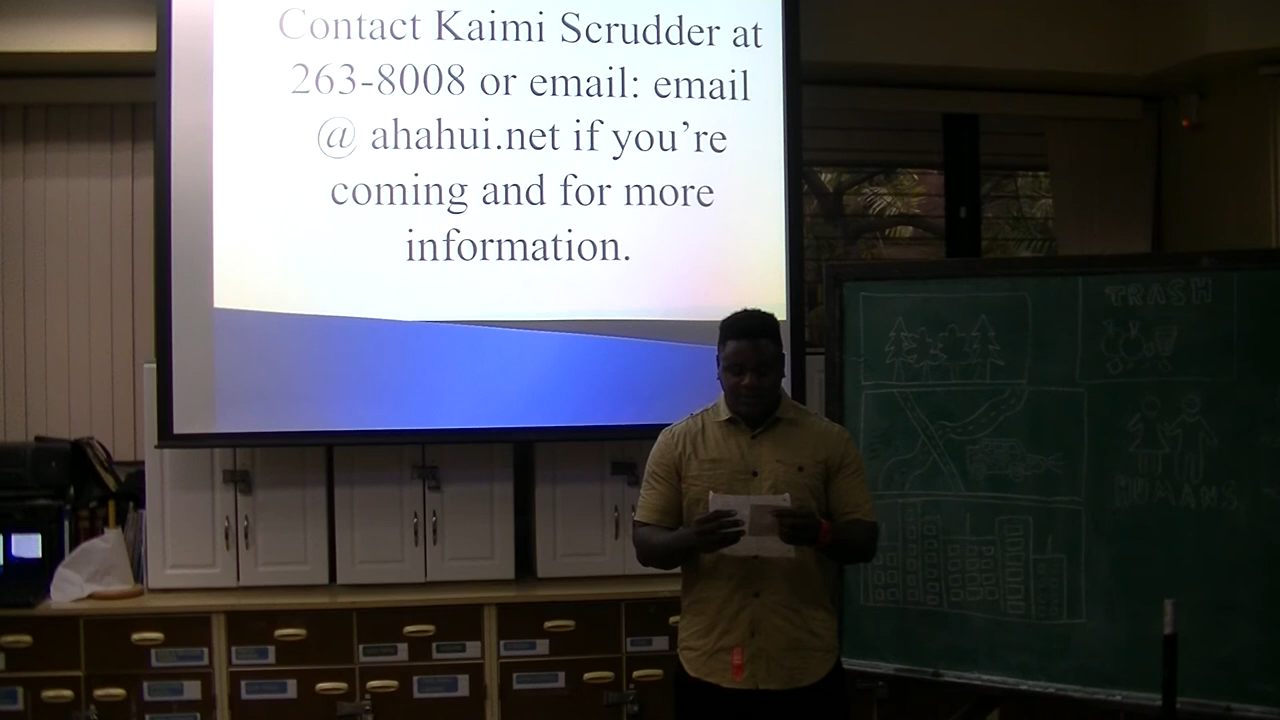 Contact Kaimi Scrudder at
263-8008 or email: email
@ ahahui.net if you're
coming and for more
information.
TRASH
HUMANS